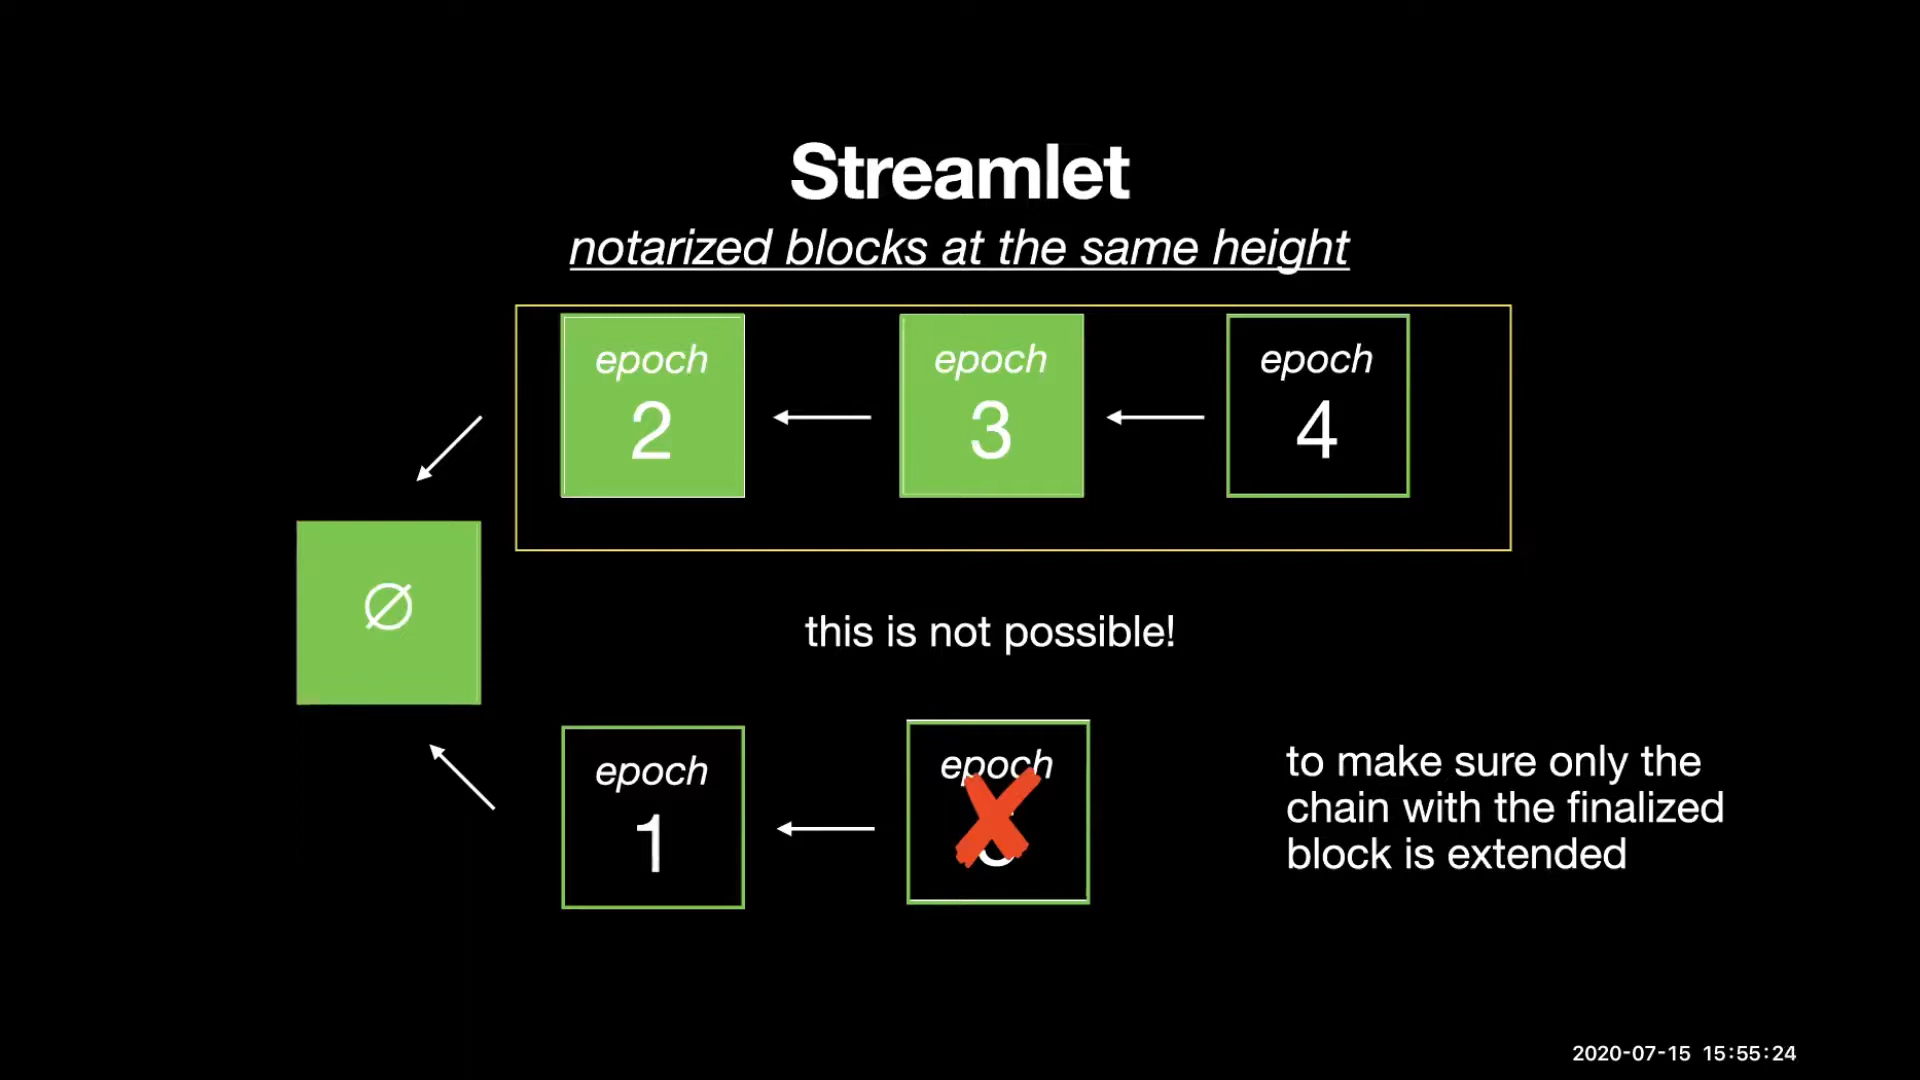 Streamlet
notarized blocks at the same height
epoch
2
epoch
3
epoch
4
∅
this is not possible!
epoch
1
epoch
to make sure only the
chain with the finalized
block is extended
2020-07-15 15:55:24